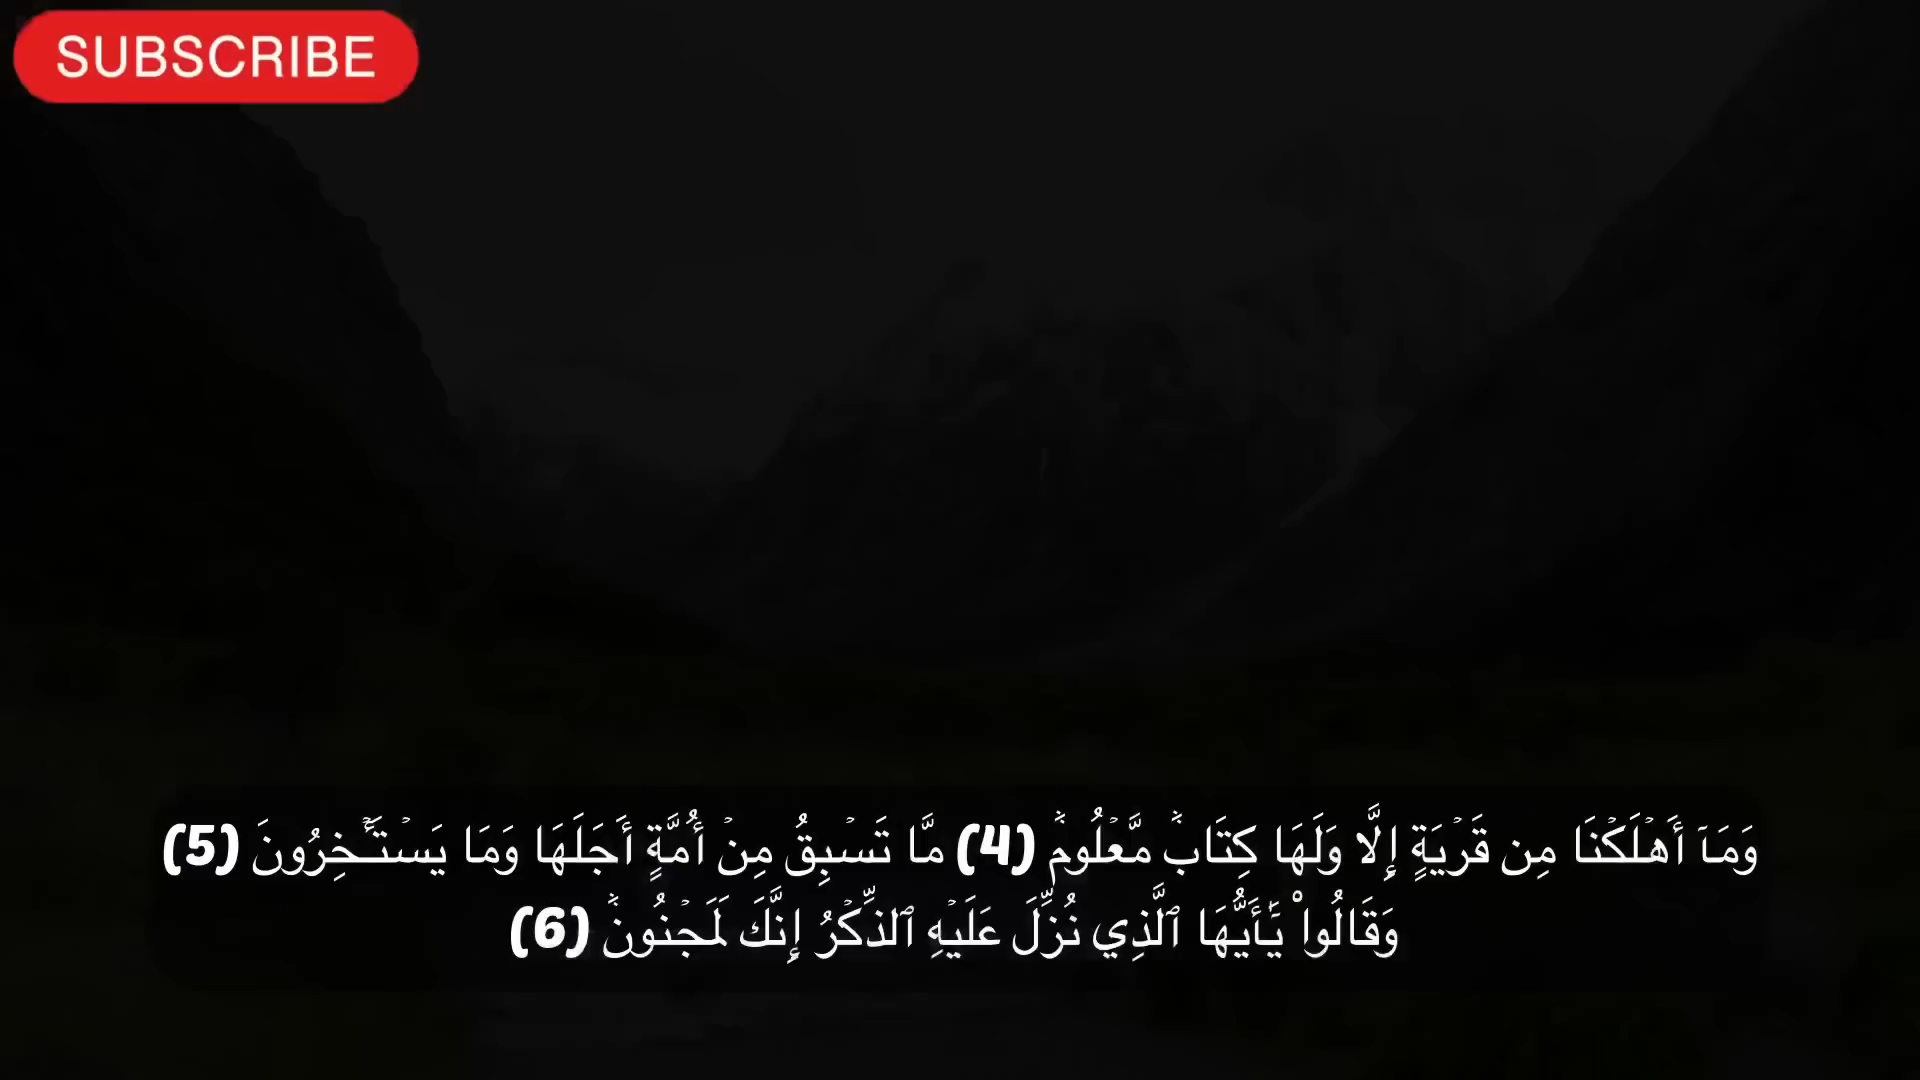 SUBSCRIBE
وَمَآ أَهۡلَكۡنَا مِن قَرۡيَةٍ إِلَّا وَلَهَا كِتَابٞ مَّعۡلُومٞ (4) مَّا تَسۡبِقُ مِنۡ أُمَّةٍ أَجَلَهَا وَمَا يَسۡتَـٔۡخِرُونَ (5)
وَقَالُواْ يَٰٓأَيُّهَا ٱلَّذِي نُزِّلَ عَلَيۡهِ ٱلذِّكۡرُ إِنَّكَ لَمَجۡنُونٞ (6)